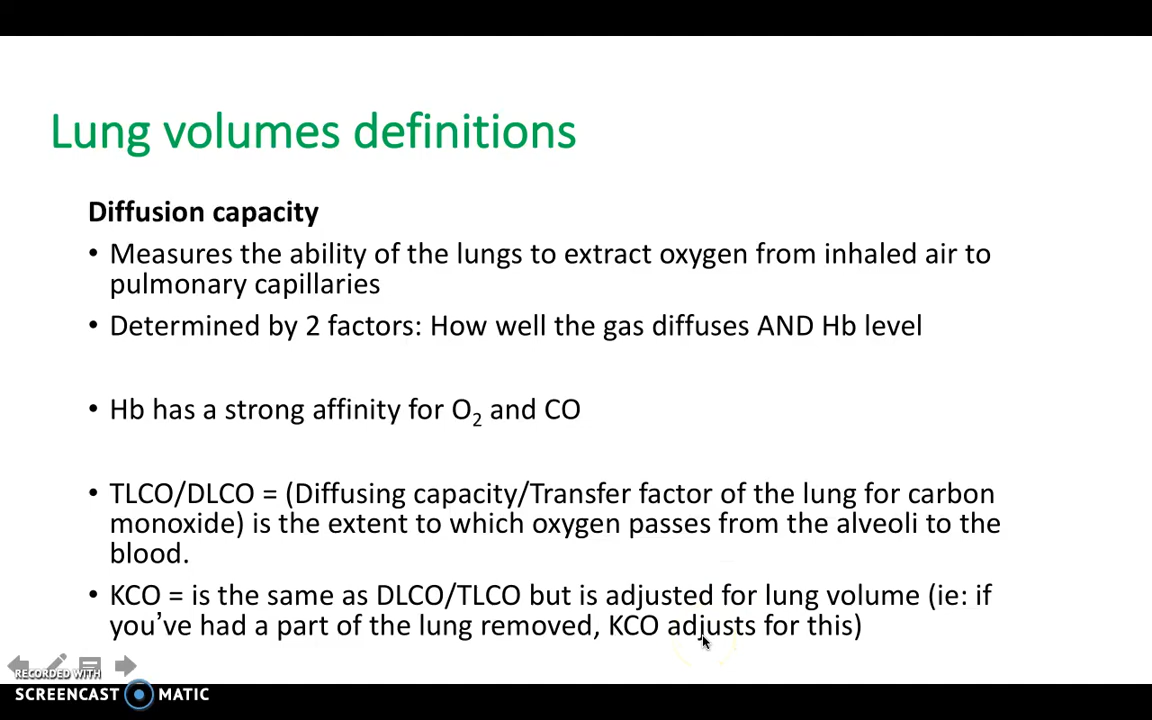 Lung volumes definitions
Diffusion capacity
• Measures the ability of the lungs to extract oxygen from inhaled air to
pulmonary capillaries
• Determined by 2 factors: How well the gas diffuses AND Hb level
• Hb has a strong affinity for O₂ and CO
• TLCO/DLCO = (Diffusing capacity/Transfer factor of the lung for carbon
monoxide) is the extent to which oxygen passes from the alveoli to the
blood.
• KCO = is the same as DLCO/TLCO but is adjusted for lung volume (ie: if
you’ve had a part of the lung removed, KCO adjusts for this)
RECORDED WITH
SCREENCAST MATIC